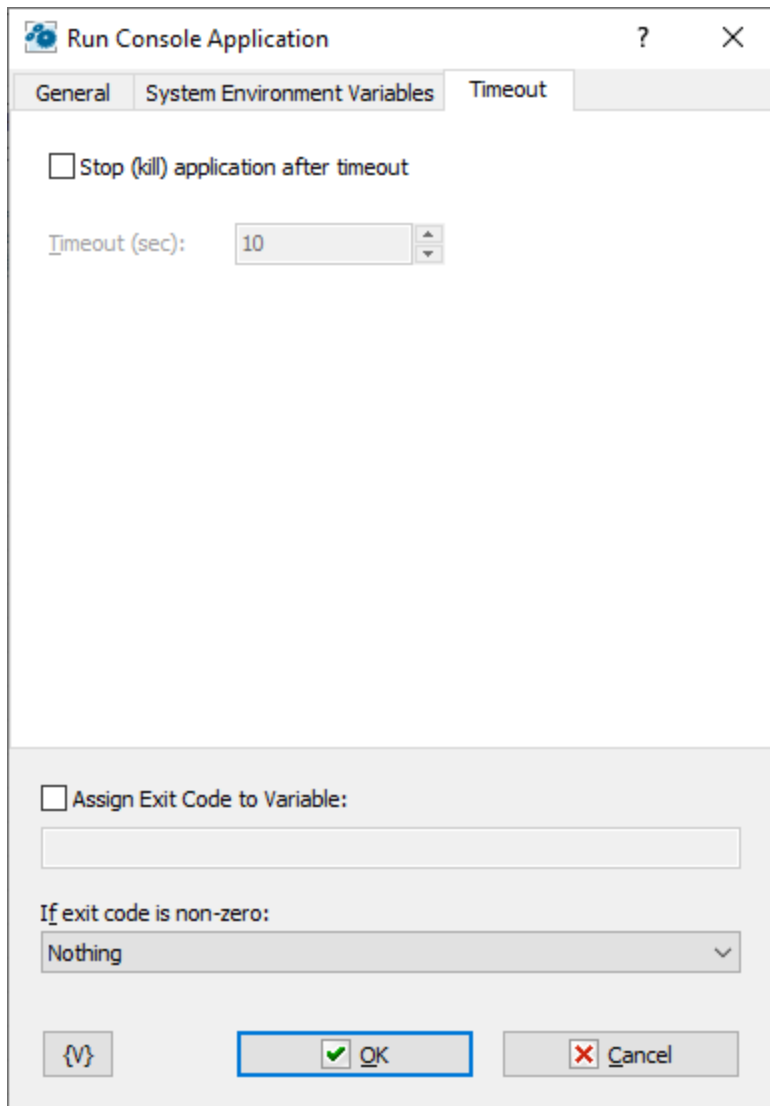 Run Console Application ?
General System Environment Variables Timeout
Stop (kill) application after timeout
Timeout (sec): 10
Assign Exit Code to Variable:
If exit code is non-zero:
Nothing
{V} OK Cancel